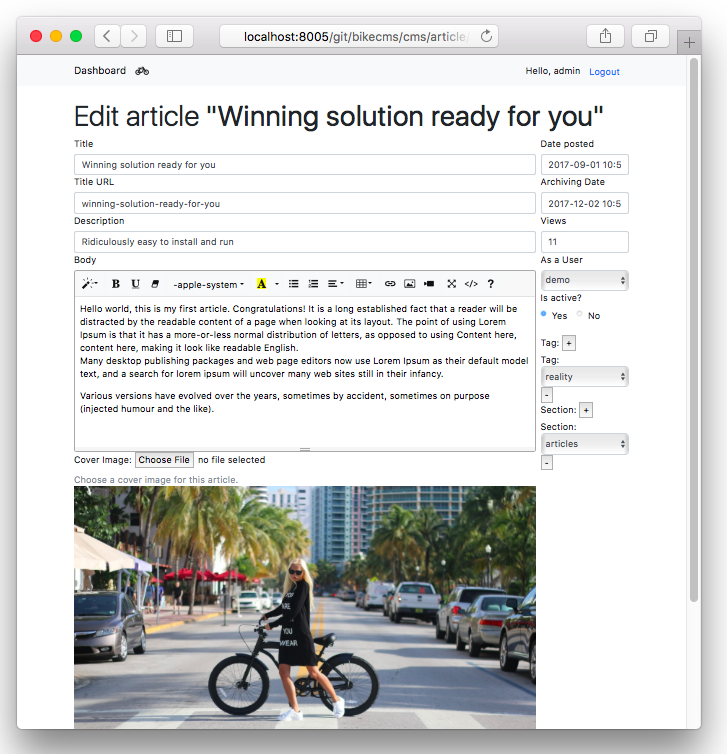 localhost:8005/git/bikecms/cms/article/
Dashboard
Hello, admin Logout
Edit article "Winning solution ready for you"
Title
Winning solution ready for you
Title URL
winning-solution-ready-for-you
Description
Ridiculously easy to install and run
Body
B U -apple-system A </> ?
Hello world, this is my first article. Congratulations! It is a long established fact that a reader will be
distracted by the readable content of a page when looking at its layout. The point of using Lorem
Ipsum is that it has a more-or-less normal distribution of letters, as opposed to using Content here,
content here, making it look like readable English.
Many desktop publishing packages and web page editors now use Lorem Ipsum as their default model
text, and a search for lorem ipsum will uncover many web sites still in their infancy.
Various versions have evolved over the years, sometimes by accident, sometimes on purpose
(injected humour and the like).
Cover Image: Choose File no file selected
Choose a cover image for this article.
YOU
ARE
YOU
WEAR
Date posted
2017-09-01 10:5
Archiving Date
2017-12-02 10:5
Views
11
As a User
demo
Is active?
Yes No
Tag: +
Tag:
reality
-
Section: +
Section:
articles
-